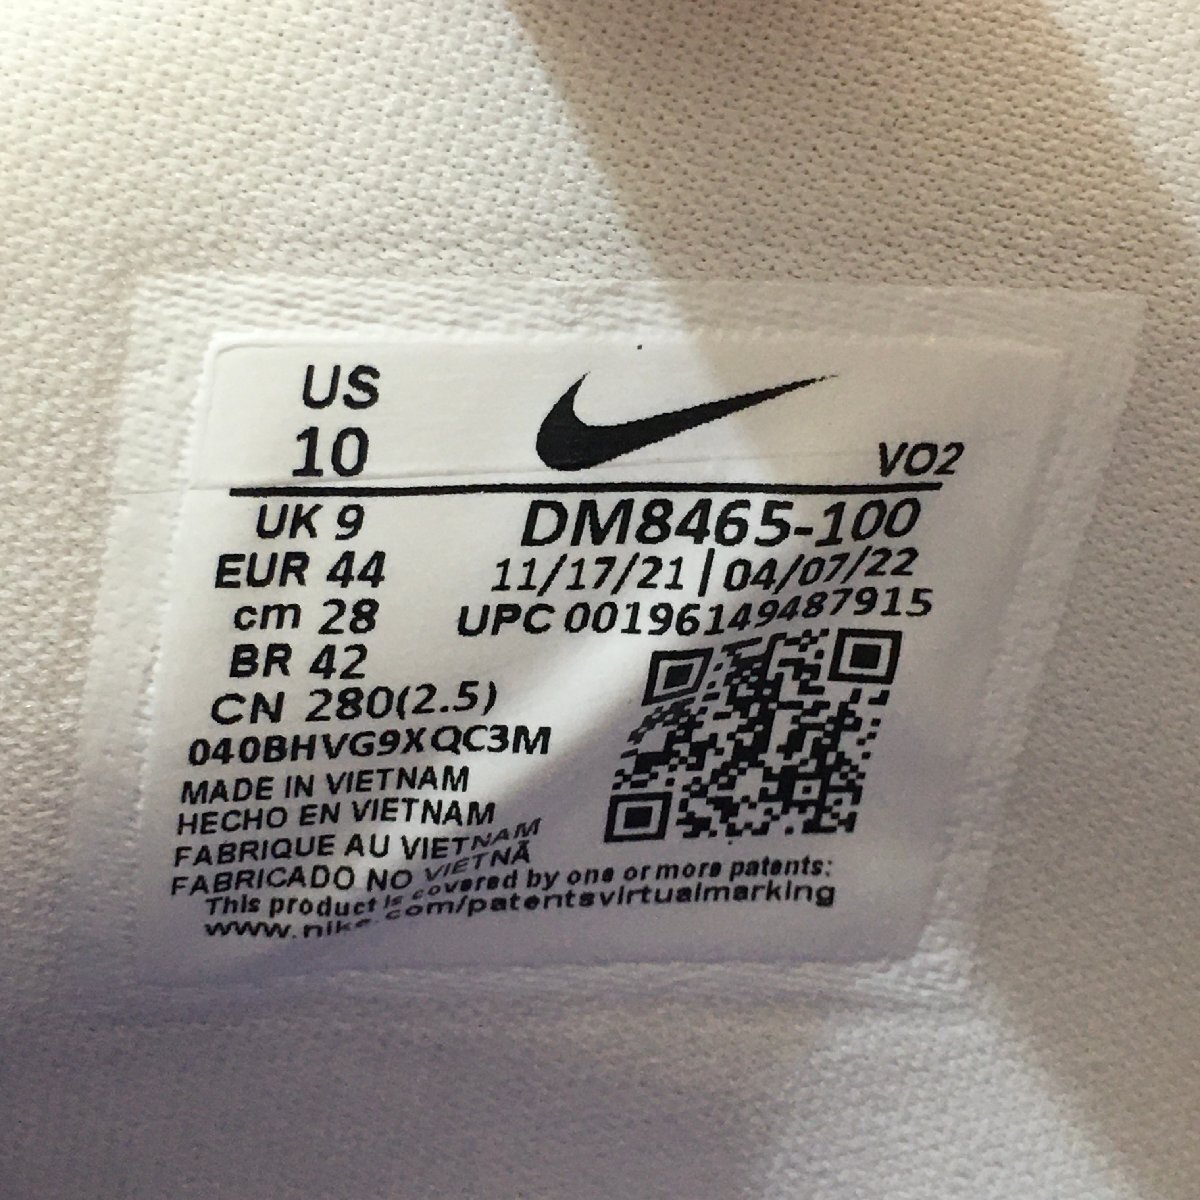 US
10
VO2
UK 9
DM8465-100
EUR 44
11/17/21 | 04/07/22
cm 28
UPC 00196149487915
BR 42
CN 280(2.5)
040BHVG9XQC3M
MADE IN VIETNAM
HECHO EN VIETNAM
FABRIQUE AU VIETNAM
FABRICADO NO VIETNÃ
This product is covered by one or more patents:
www.nike.com/patentsvirtualmarking